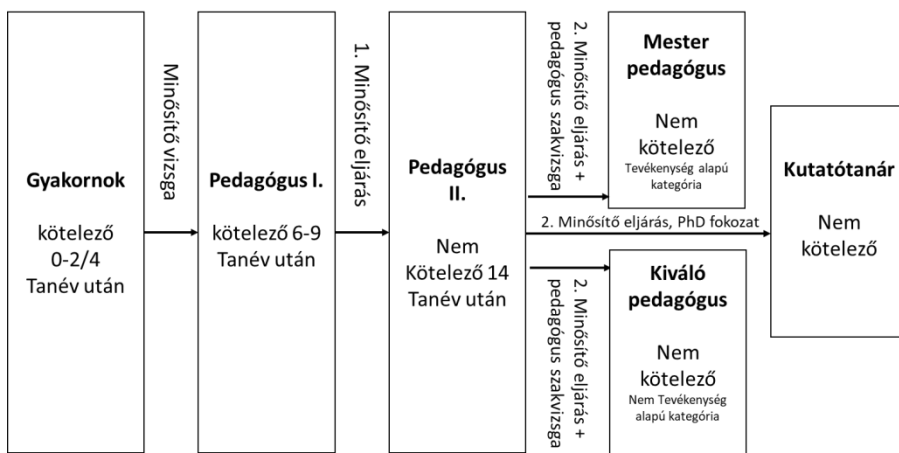 Gyakornok
kötelező
0-2/4
Tanév után
Minősítő vizsga
Pedagógus I.
kötelező 6-9
Tanév után
1. Minősítő eljárás
Pedagógus
II.
Nem
Kötelező 14
Tanév után
2. Minősítő eljárás +
pedagógus szakvizsga
Mester
pedagógus
Nem
kötelező
Tevékenység alapú
kategória
2. Minősítő eljárás, PhD fokozat
2. Minősítő eljárás +
pedagógus szakvizsga
Kiváló
pedagógus
Nem
kötelező
Nem Tevékenység
alapú kategória
Kutatótanár
Nem
kötelező